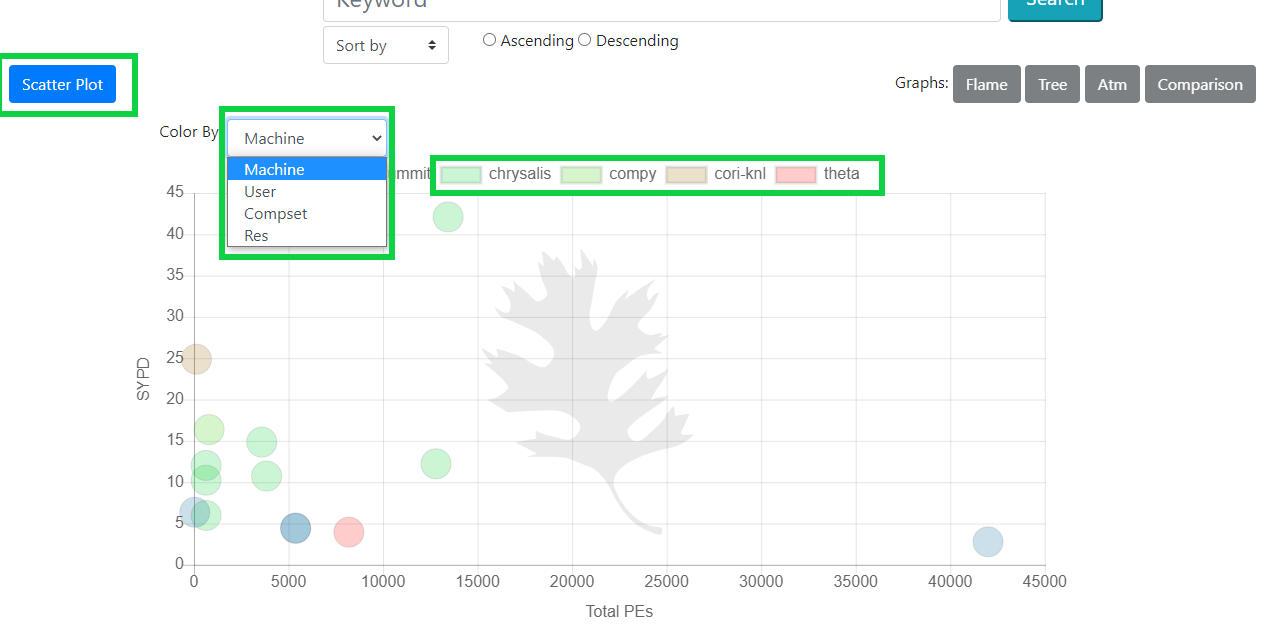 Keyword
Search
Sort by
Ascending Descending
Scatter Plot
Graphs: Flame Tree Atm Comparison
Color By Machine
Machine
User
Compset
Res
mmit chrysalis compy cori-knl theta
45
40
35
30
25
20
15
10
5
0
SYPD
0 5000 10000 15000 20000 25000 30000 35000 40000 45000
Total PEs